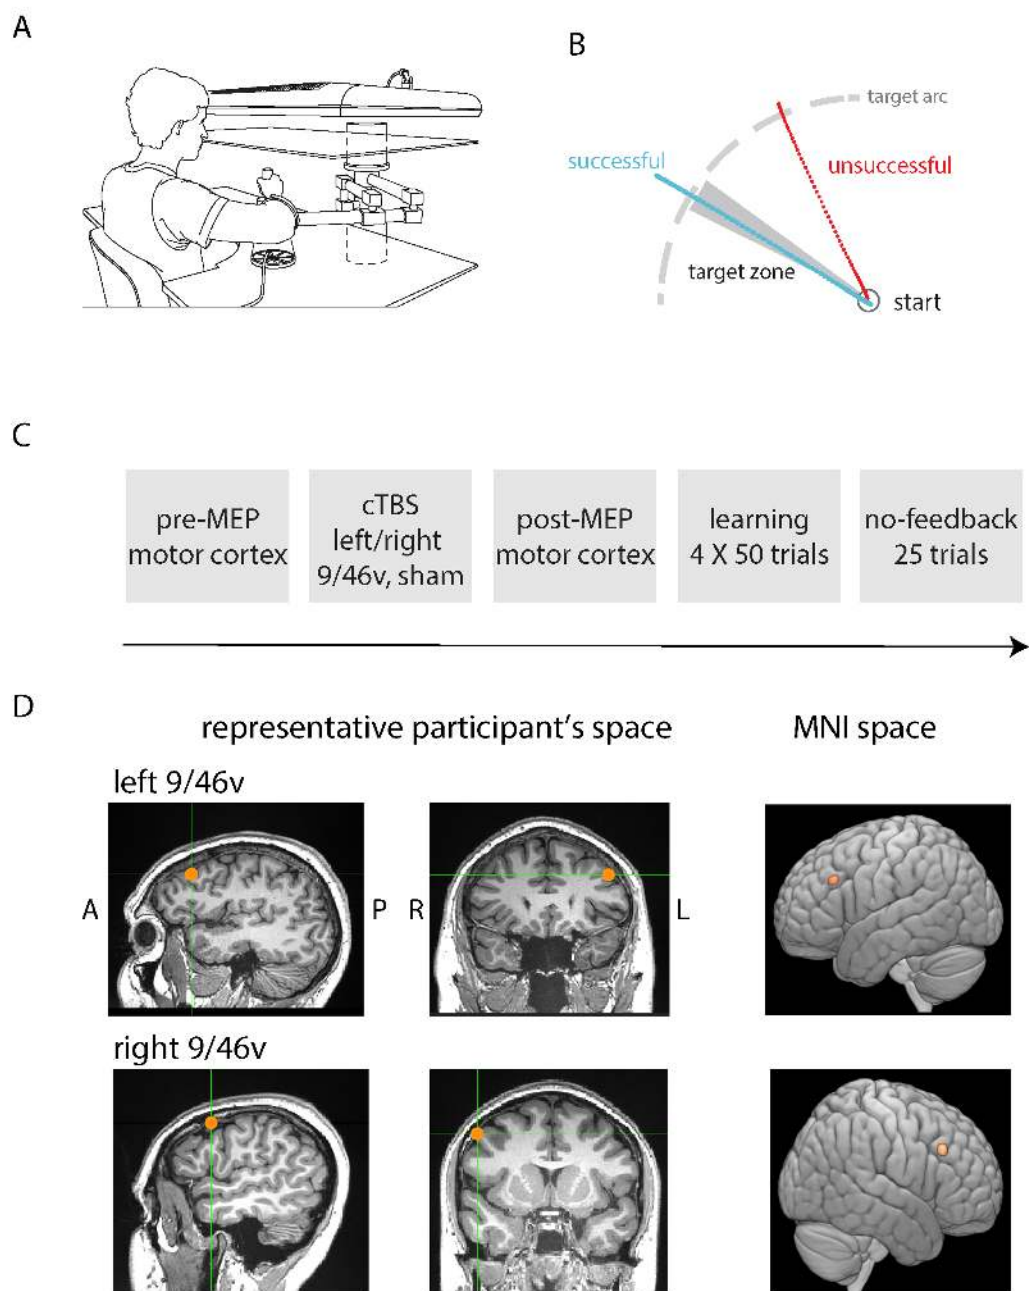 A
B
target arc
successful
unsuccessful
target zone
start
C
pre-MEP
motor cortex
cTBS
left/right
9/46v, sham
post-MEP
motor cortex
learning
4 X 50 trials
no-feedback
25 trials
D
representative participant's space
MNI space
left 9/46v
A
P
R
L
right 9/46v